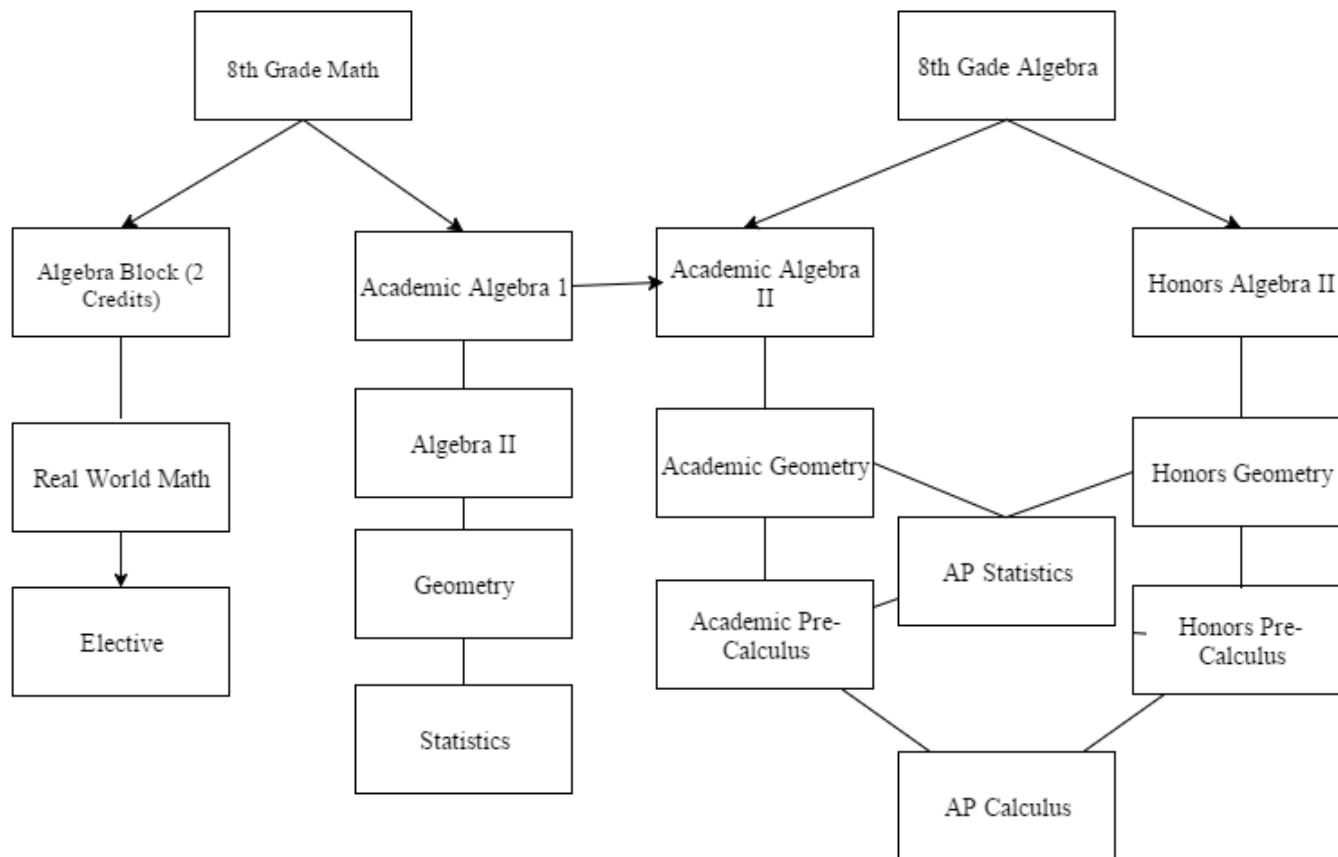 8th Grade Math
8th Gade Algebra
Algebra Block (2
Credits)
Academic Algebra 1
Academic Algebra
II
Honors Algebra II
Real World Math
Algebra II
Academic Geometry
Honors Geometry
Elective
Geometry
AP Statistics
Academic Pre-
Calculus
Honors Pre-
Calculus
Statistics
AP Calculus